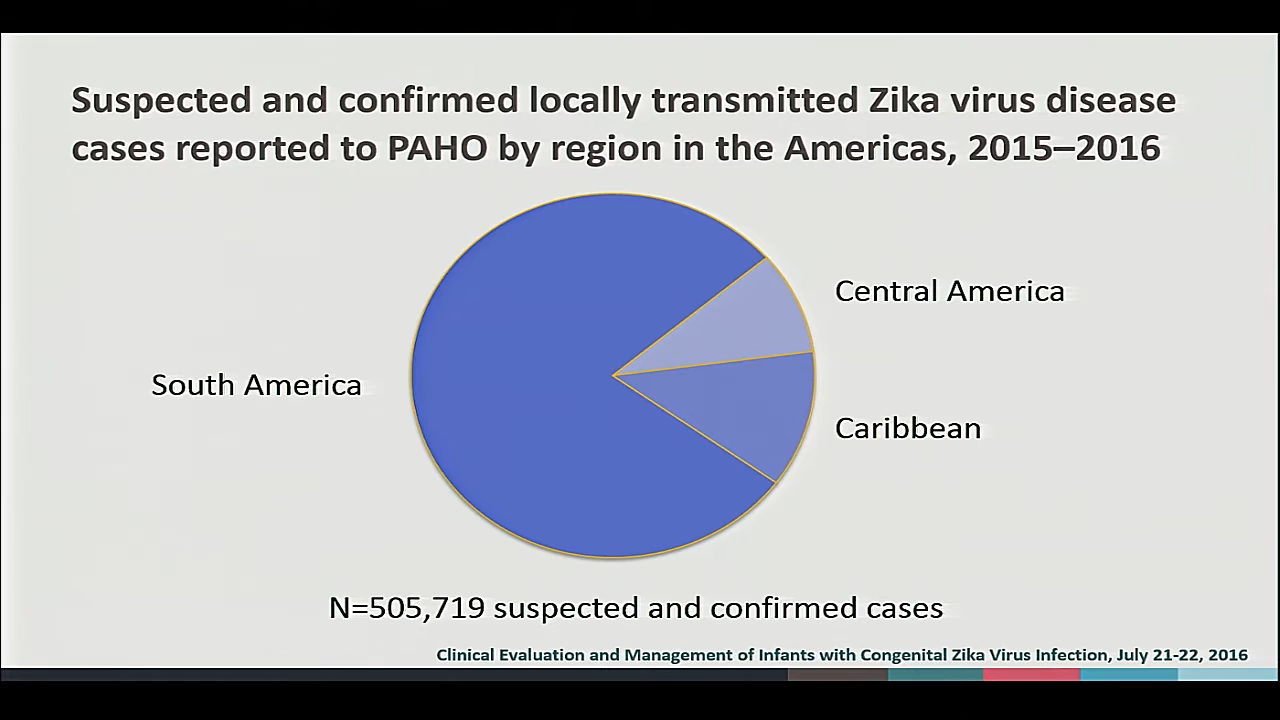 Suspected and confirmed locally transmitted Zika virus disease
cases reported to PAHO by region in the Americas, 2015–2016
Central America
South America
Caribbean
N=505,719 suspected and confirmed cases
Clinical Evaluation and Management of Infants with Congenital Zika Virus Infection, July 21-22, 2016